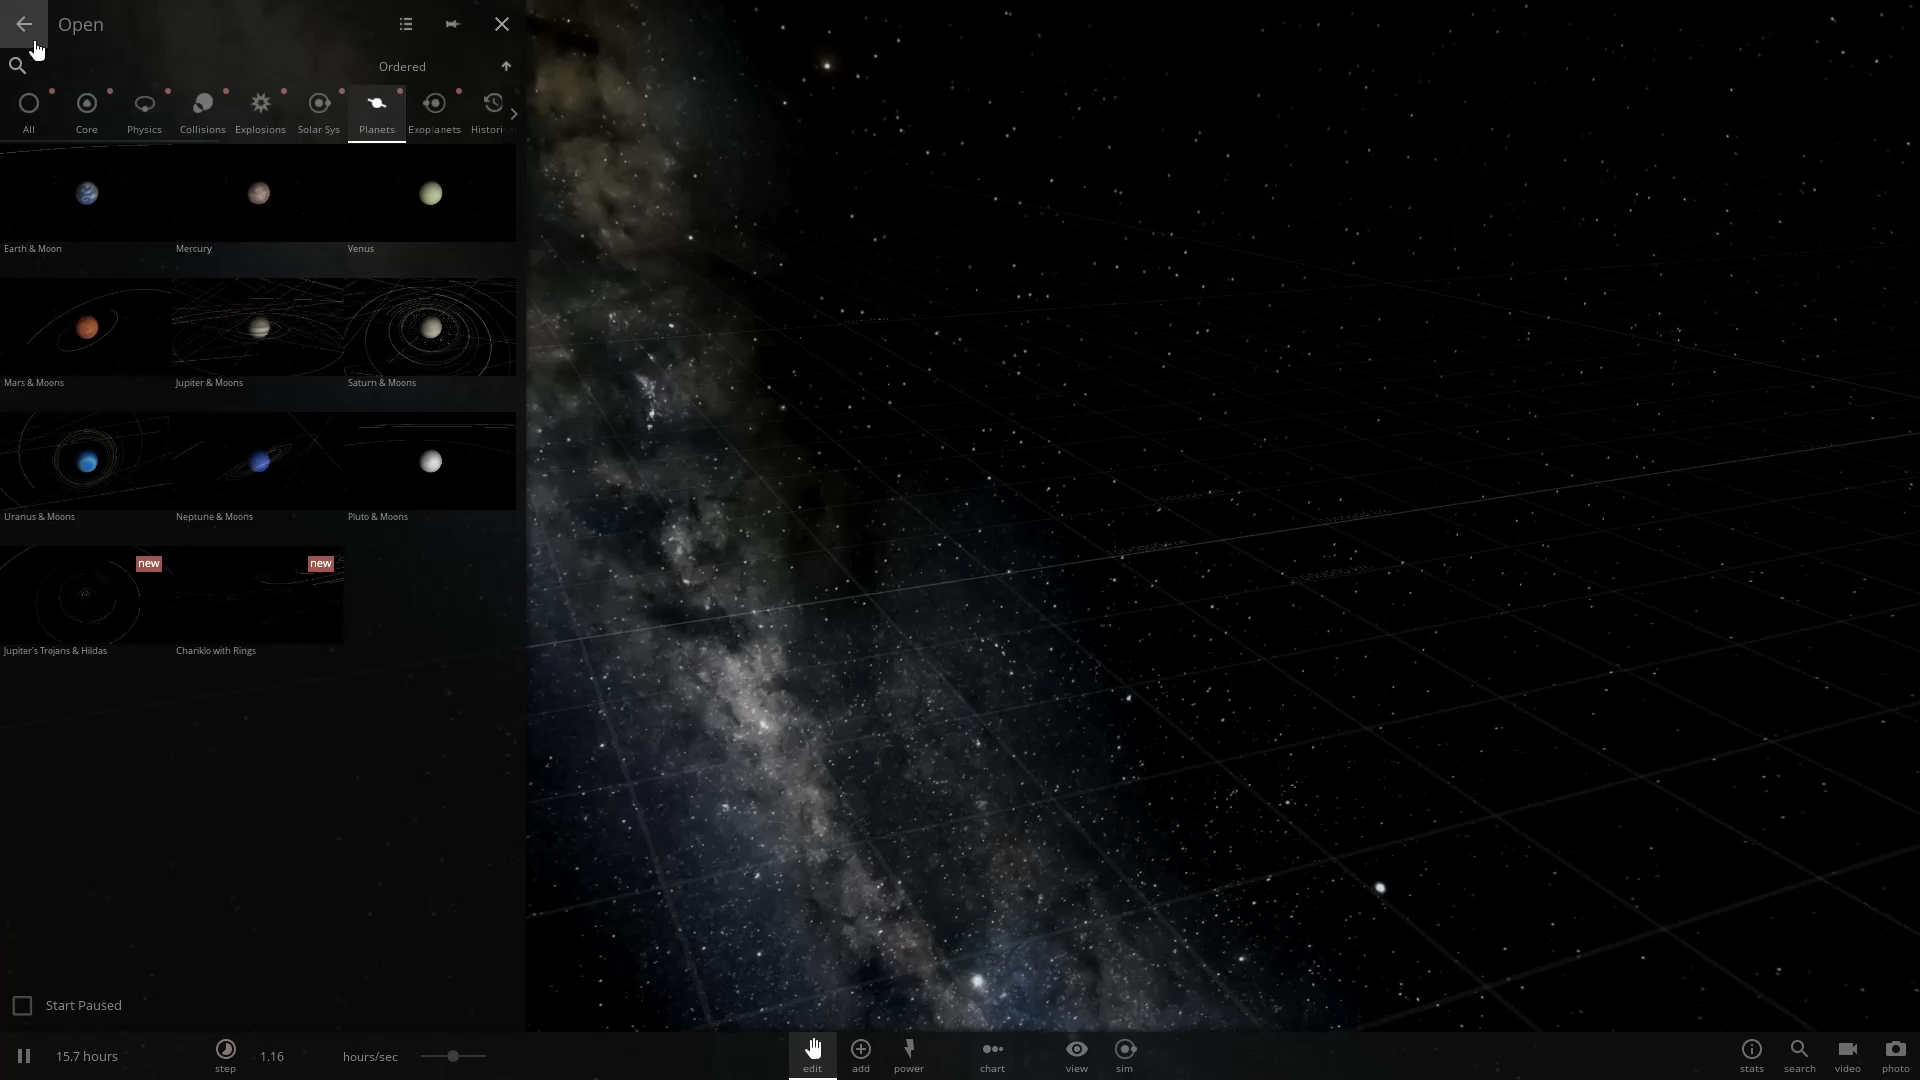 Open
Ordered
All
Core
Physics
Collisions
Explosions
Solar Sys
Planets
Exoplanets
Earth & Moon
Mercury
Venus
Mars & Moons
Jupiter & Moons
Saturn & Moons
Uranus & Moons
Neptune & Moons
Pluto & Moons
new
new
Jupiter's Trojans & Hildas
Chariklo with Rings
Start Paused
15.7 hours
step
1.16
hours/sec
edit
add
power
chart
view
sim
stats
search
video
photo